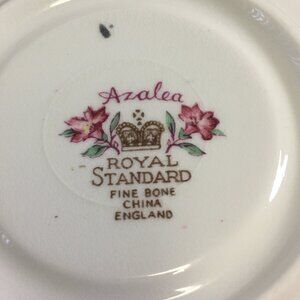 Azalea
ROYAL
STANDARD
FINE BONE
CHINA
ENGLAND